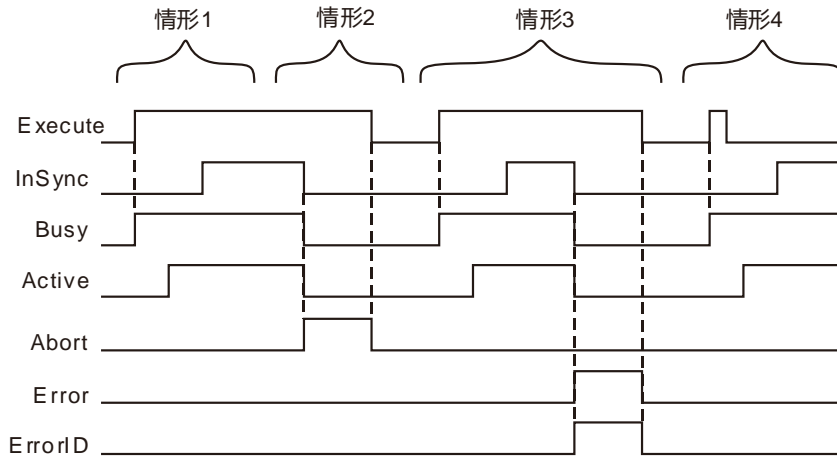 情形1
情形2
情形3
情形4
Execute
InSync
Busy
Active
Abort
Error
ErrorID